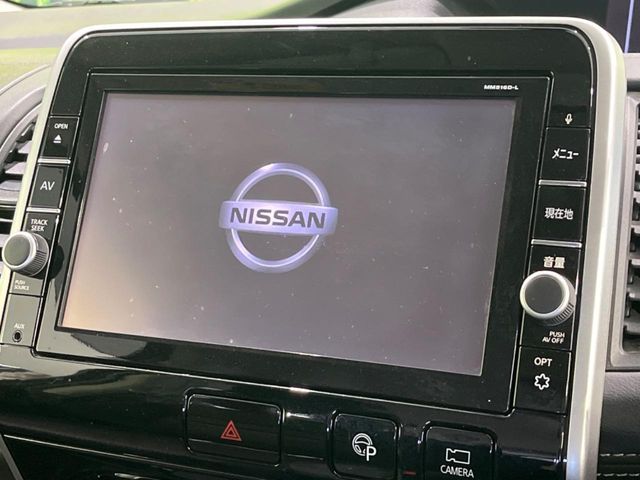 MM516D-L
OPEN
AV
TRACK
SEEK
PUSH
SOURCE
AUX
NISSAN
メニュー
現在地
音量
PUSH
AV OFF
OPT
P
CAMERA